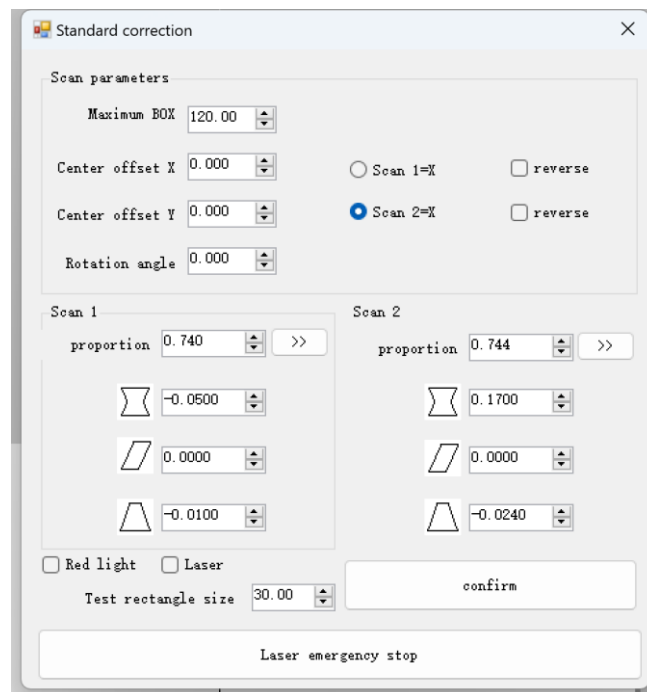 Standard correction
Scan parameters
Maximum BOX 120.00
Center offset X 0.000 Scan 1=X reverse
Center offset Y 0.000 Scan 2=X reverse
Rotation angle 0.000
Scan 1 Scan 2
proportion 0.740 >> proportion 0.744 >>
-0.0500 0.1700
0.0000 0.0000
-0.0100 -0.0240
Red light Laser
Test rectangle size 30.00 confirm
Laser emergency stop